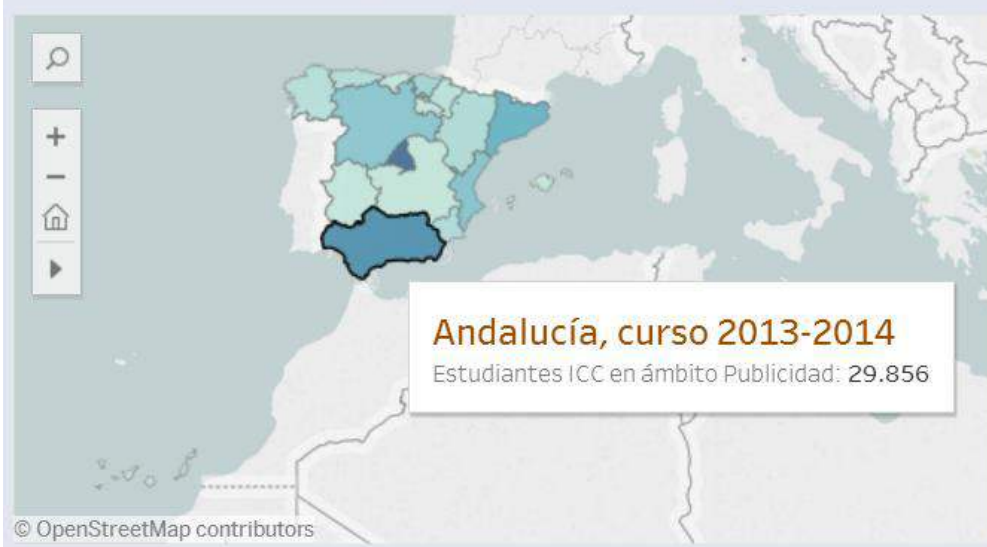 Andalucía, curso 2013-2014
Estudiantes ICC en ámbito Publicidad: 29.856
© OpenStreetMap contributors